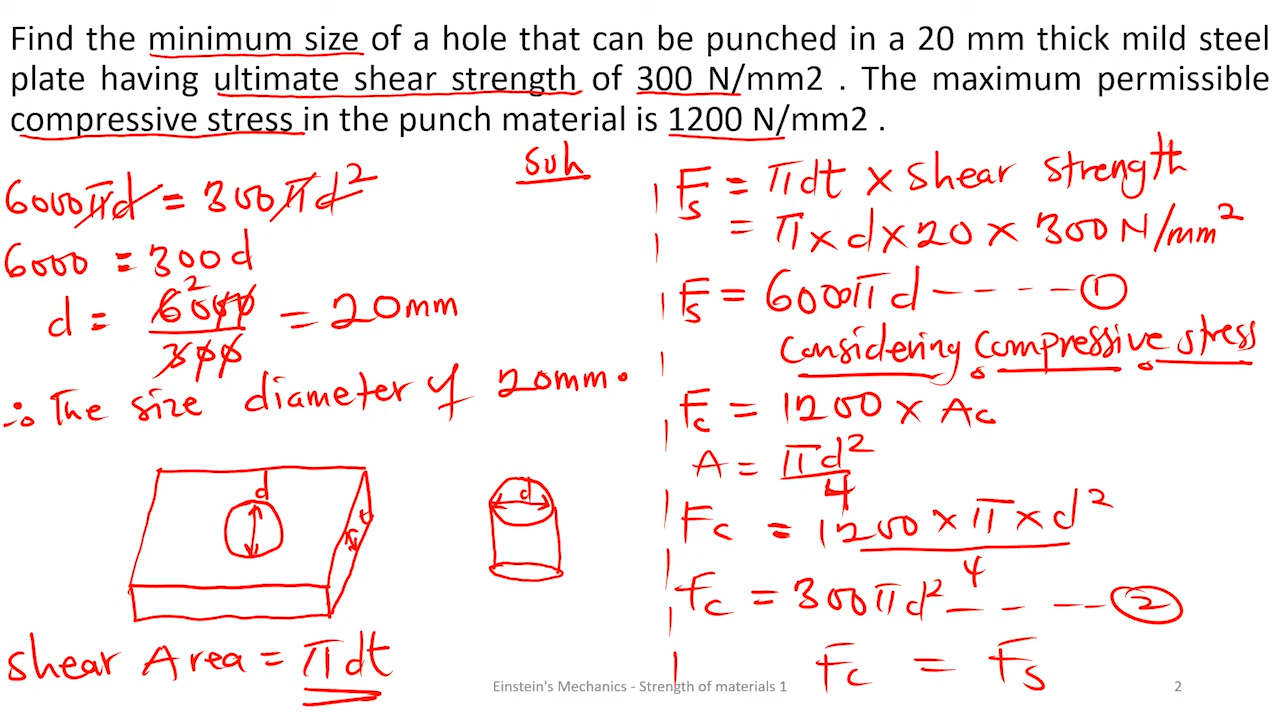 Find the minimum size of a hole that can be punched in a 20 mm thick mild steel
plate having ultimate shear strength of 300 N/mm2 . The maximum permissible
compressive stress in the punch material is 1200 N/mm2 .
Soln
Fs = πdt × shear strength
= π × d × 20 × 300 N/mm²
Fs = 6000πd ---- ①
Considering compressive stress
Fc = 1200 × Ac
A = πd²/4
Fc = 1200 × π × d²/4
Fc = 300πd² ---- ②
Fc = Fs
6000πd = 300πd²
6000 = 300d
d = 6000/300 = 20mm
2
∴ The size diameter of 20mm.
d
t
d
Shear Area = πdt
Einstein's Mechanics - Strength of materials 1
2